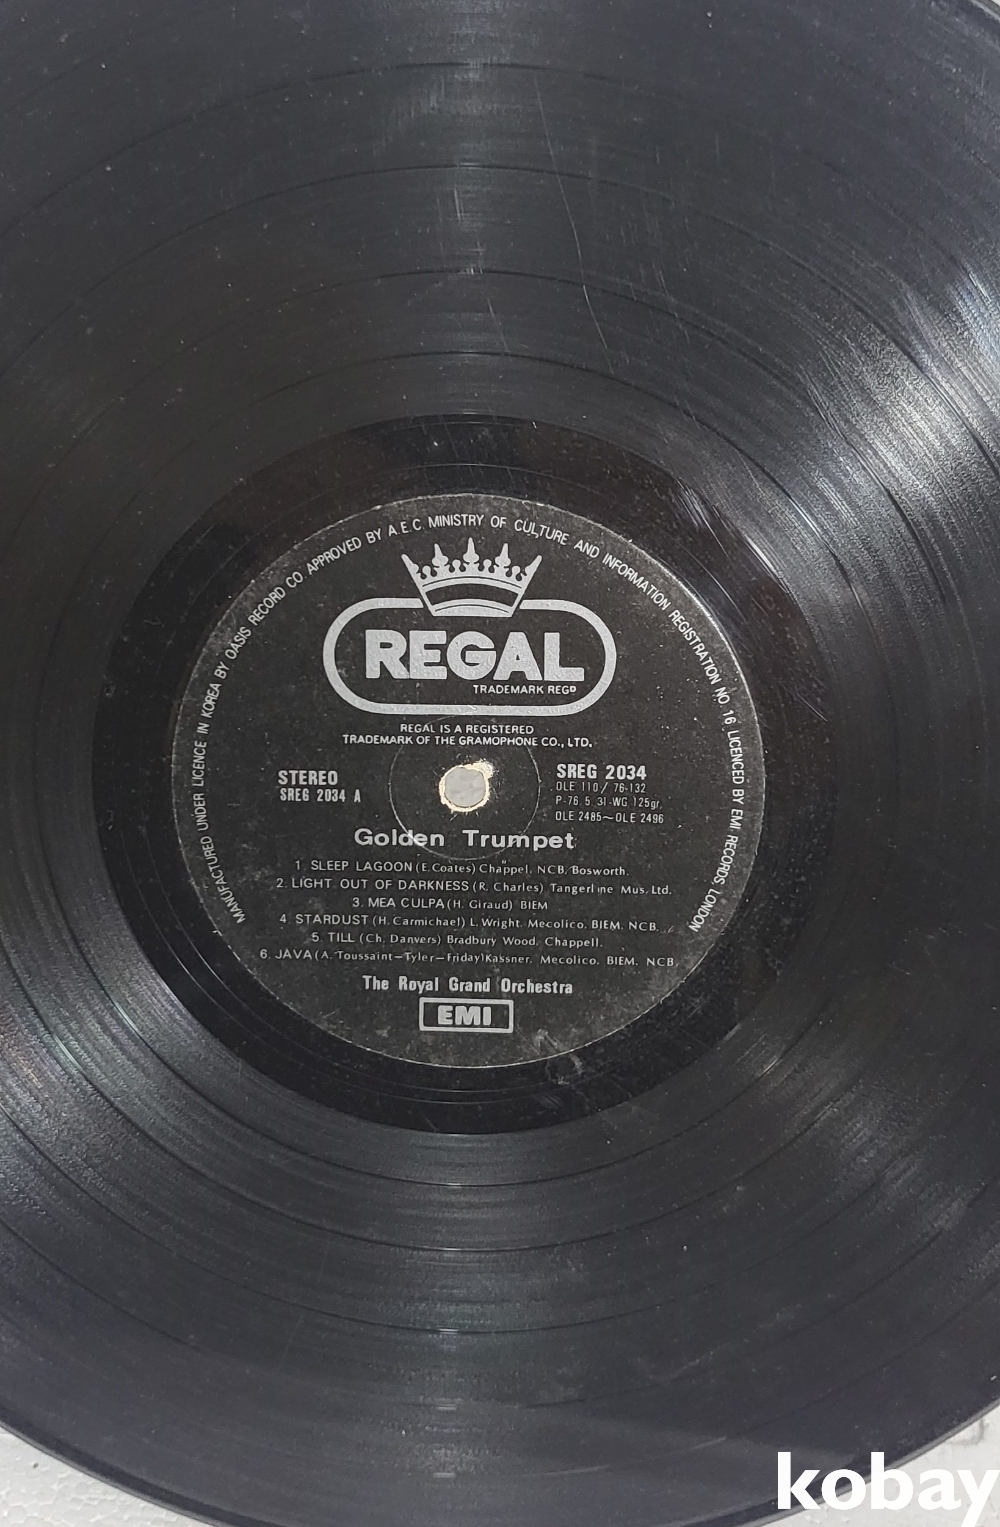 MANUFACTURED UNDER LICENCE IN KOREA BY OASIS RECORD CO APPROVED BY A.E.C. MINISTRY OF CULTURE AND INFORMATION REGISTRATION NO. 16 LICENCED BY EMI RECORDS LONDON
REGAL
TRADEMARK REGD
REGAL IS A REGISTERED
TRADEMARK OF THE GRAMOPHONE CO., LTD.
STEREO
SREG 2034 A
SREG 2034
OLE 110 / 76-132
P-76. 5. 31-WG 125gr.
OLE 2485~OLE 2496
Golden Trumpet
1. SLEEP LAGOON (E. Coates) Chappel. NCB. Bosworth.
2. LIGHT OUT OF DARKNESS (R. Charles) Tangerline Mus. Ltd.
3. MEA CULPA (H. Giraud) BIEM
4. STARDUST (H. Carmichael) L. Wright. Mecolico. BIEM. NCB.
5. TILL (Ch. Danvers) Bradbury Wood. Chappell.
6. JAVA (A. Toussaint-Tyler-Friday) Kassner. Mecolico. BIEM. NCB.
The Royal Grand Orchestra
EMI
kobay